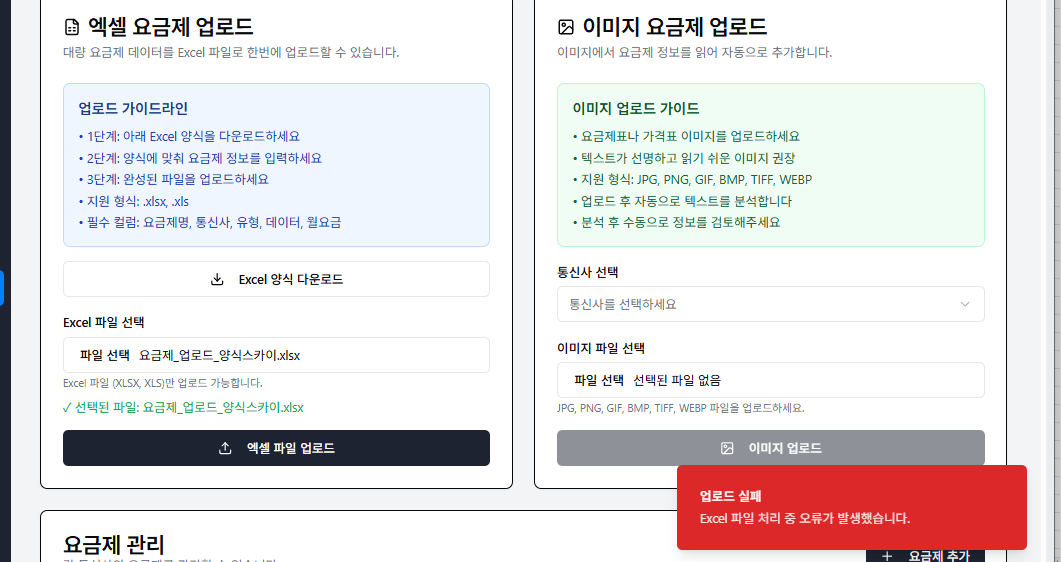 엑셀 요금제 업로드
대량 요금제 데이터를 Excel 파일로 한번에 업로드할 수 있습니다.
업로드 가이드라인
• 1단계: 아래 Excel 양식을 다운로드하세요
• 2단계: 양식에 맞춰 요금제 정보를 입력하세요
• 3단계: 완성된 파일을 업로드하세요
• 지원 형식: .xlsx, .xls
• 필수 컬럼: 요금제명, 통신사, 유형, 데이터, 월요금
Excel 양식 다운로드
Excel 파일 선택
파일 선택 요금제_업로드_양식스카이.xlsx
Excel 파일 (XLSX, XLS)만 업로드 가능합니다.
✓ 선택된 파일: 요금제_업로드_양식스카이.xlsx
엑셀 파일 업로드
이미지 요금제 업로드
이미지에서 요금제 정보를 읽어 자동으로 추가합니다.
이미지 업로드 가이드
• 요금제표나 가격표 이미지를 업로드하세요
• 텍스트가 선명하고 읽기 쉬운 이미지 권장
• 지원 형식: JPG, PNG, GIF, BMP, TIFF, WEBP
• 업로드 후 자동으로 텍스트를 분석합니다
• 분석 후 수동으로 정보를 검토해주세요
통신사 선택
통신사를 선택하세요
이미지 파일 선택
파일 선택 선택된 파일 없음
JPG, PNG, GIF, BMP, TIFF, WEBP 파일을 업로드하세요.
이미지 업로드
업로드 실패
Excel 파일 처리 중 오류가 발생했습니다.
요금제 관리
요금제 추가